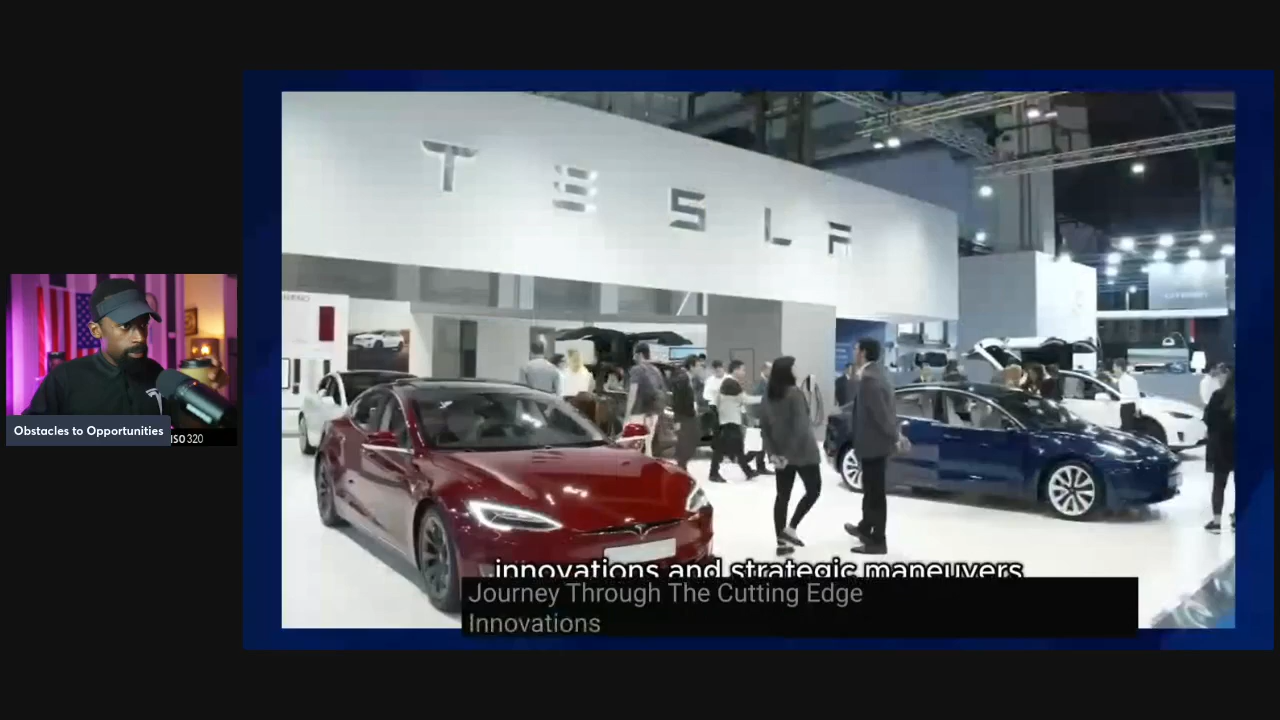 TESLA
Obstacles to Opportunities
ISO 320
innovations and strategic maneuvers
Journey Through The Cutting Edge
Innovations